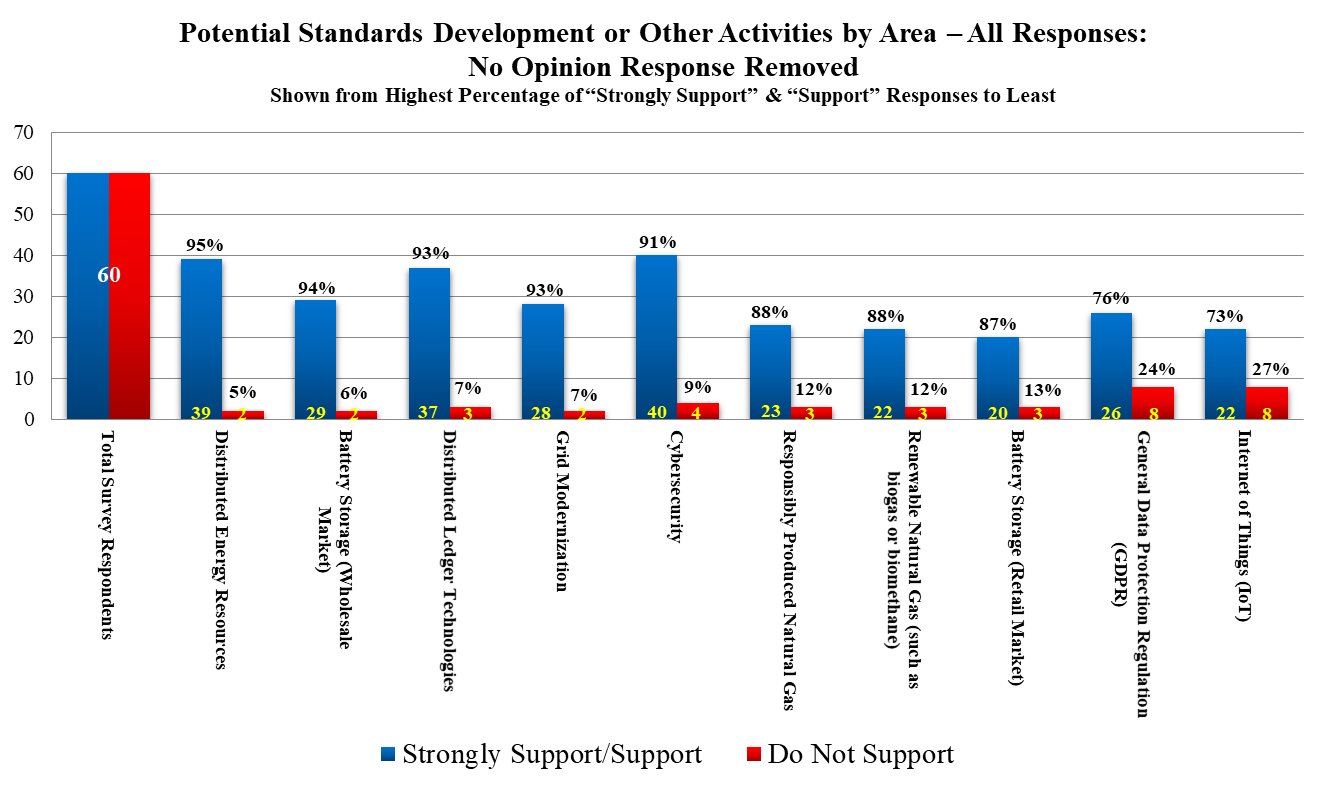 Potential Standards Development or Other Activities by Area – All Responses:
No Opinion Response Removed
Shown from Highest Percentage of “Strongly Support” & “Support” Responses to Least
70
60
50
40
30
20
10
0
60
95%
5%
39
2
94%
6%
29
2
93%
7%
37
3
93%
7%
28
2
91%
9%
40
4
88%
12%
23
3
88%
12%
22
3
87%
13%
20
3
76%
24%
26
8
73%
27%
22
8
Total Survey Respondents
Distributed Energy Resources
Battery Storage (Wholesale
Market)
Distributed Ledger Technologies
Grid Modernization
Cybersecurity
Responsibly Produced Natural Gas
Renewable Natural Gas (such as
biogas or biomethane)
Battery Storage (Retail Market)
General Data Protection Regulation
(GDPR)
Internet of Things (IoT)
Strongly Support/Support
Do Not Support